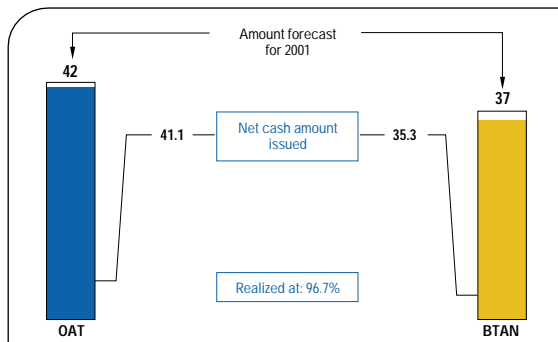 Amount forecast
for 2001
42
37
41.1
Net cash amount
issued
35.3
Realized at: 96.7%
OAT
BTAN